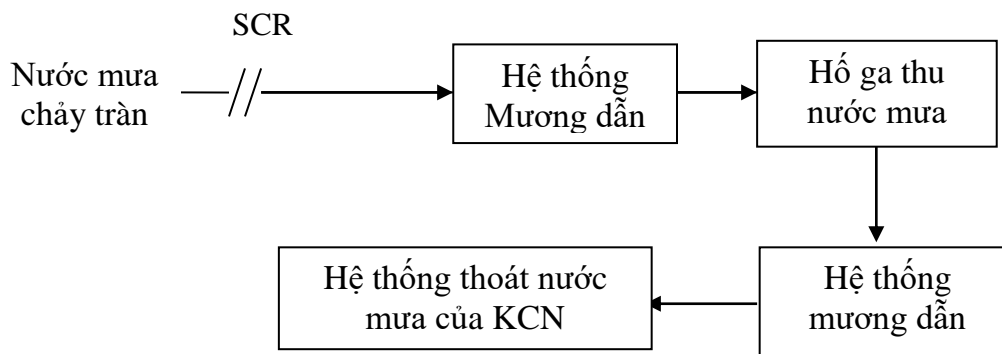 SCR
Nước mưa
chảy tràn
Hệ thống
Mương dẫn
Hố ga thu
nước mưa
Hệ thống thoát nước
mưa của KCN
Hệ thống
mương dẫn